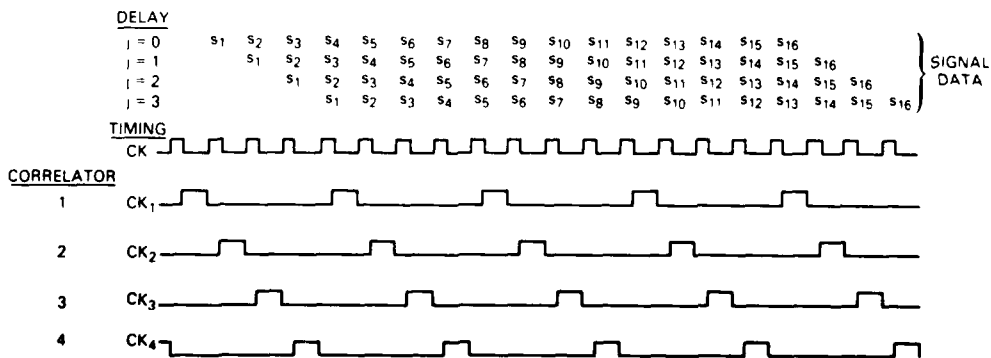 DELAY
j = 0 s1 s2 s3 s4 s5 s6 s7 s8 s9 s10 s11 s12 s13 s14 s15 s16
j = 1 s1 s2 s3 s4 s5 s6 s7 s8 s9 s10 s11 s12 s13 s14 s15 s16
j = 2 s1 s2 s3 s4 s5 s6 s7 s8 s9 s10 s11 s12 s13 s14 s15 s16
j = 3 s1 s2 s3 s4 s5 s6 s7 s8 s9 s10 s11 s12 s13 s14 s15 s16
SIGNAL
DATA
TIMING
CK
CORRELATOR
1 CK1
2 CK2
3 CK3
4 CK4